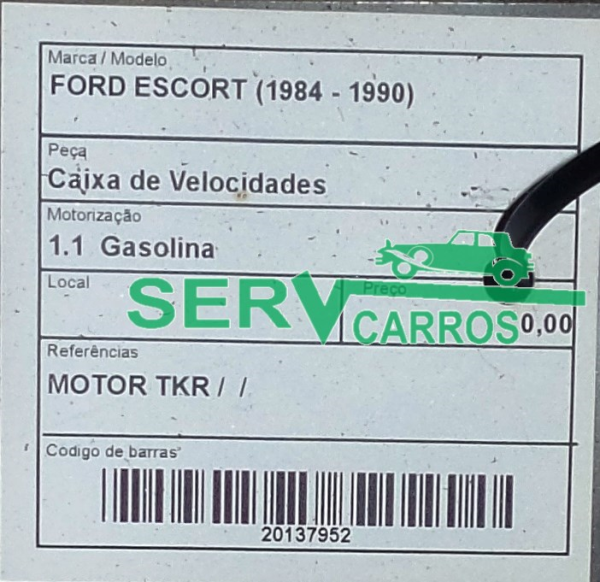 Marca / Modelo
FORD ESCORT (1984 - 1990)
Peça
Caixa de Velocidades
Motorização
1.1 Gasolina
Local
Preço
SERV
CARROS
0,00
Referências
MOTOR TKR / /
Codigo de barras
20137952